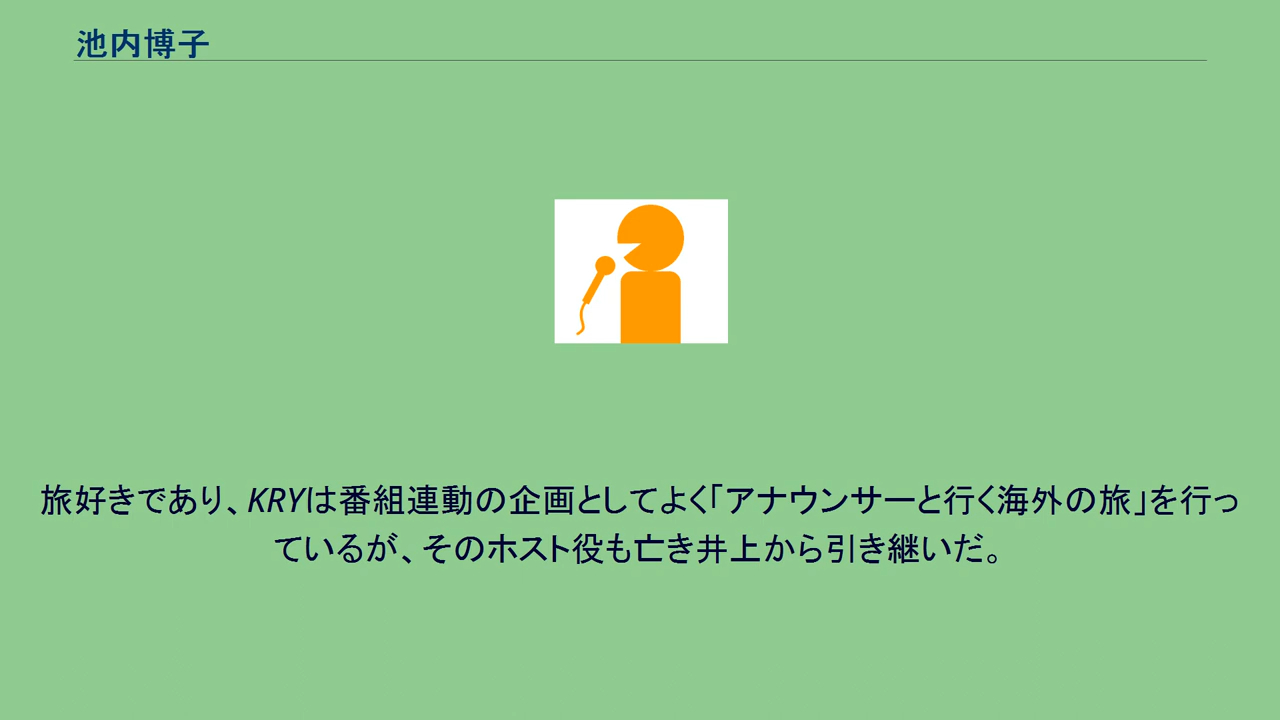 池内博子
旅好きであり、KRYは番組連動の企画としてよく「アナウンサーと行く海外の旅」を行っ
ているが、そのホスト役も亡き井上から引き継いだ。